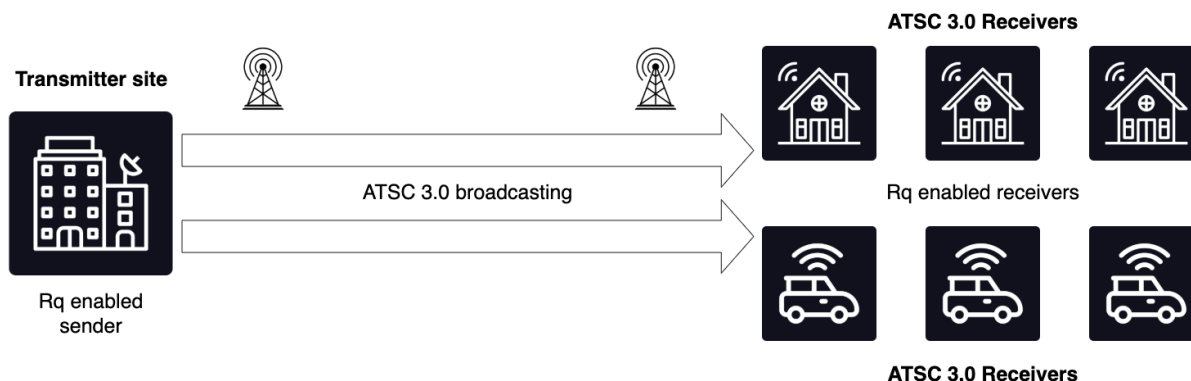 ATSC 3.0 Receivers
Transmitter site
ATSC 3.0 broadcasting
Rq enabled receivers
Rq enabled
sender
ATSC 3.0 Receivers